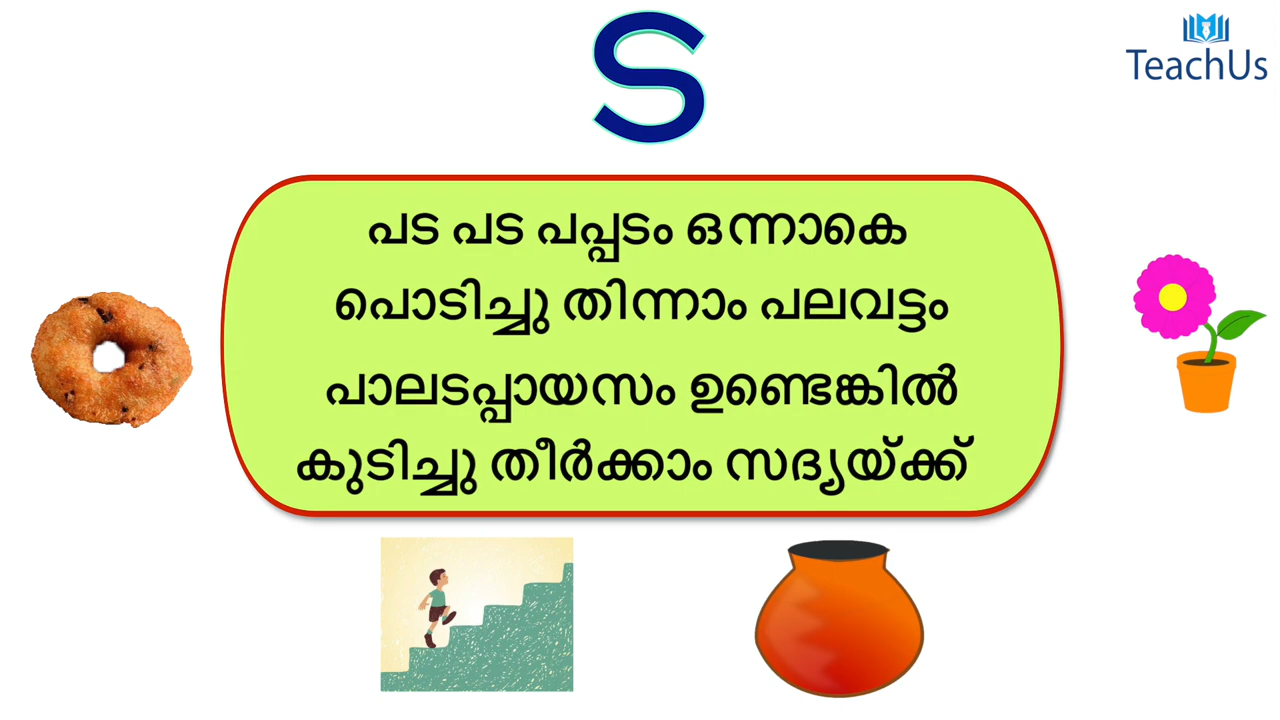 ട
TeachUs
പട പട പപ്പടം ഒന്നാകെ
പൊടിച്ചു തിന്നാം പലവട്ടം
പാലടപ്പായസം ഉണ്ടെങ്കിൽ
കുടിച്ചു തീർക്കാം സദ്യയ്ക്ക്